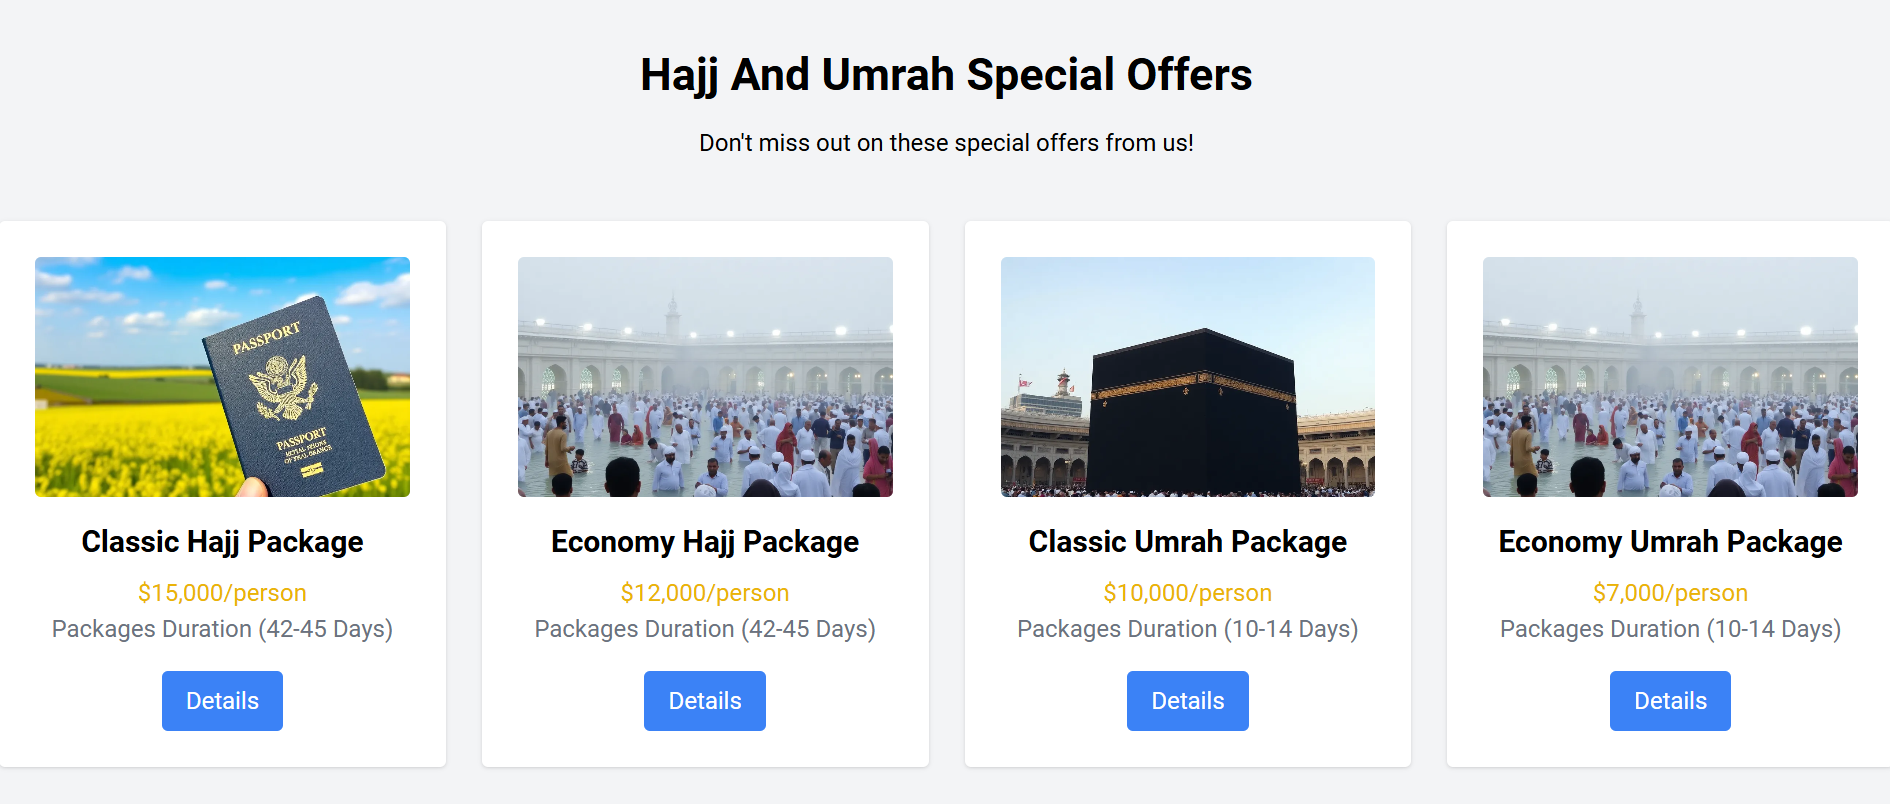 Hajj And Umrah Special Offers
Don't miss out on these special offers from us!
PASSPORT
PASSPORT
Classic Hajj Package
$15,000/person
Packages Duration (42-45 Days)
Details
Economy Hajj Package
$12,000/person
Packages Duration (42-45 Days)
Details
Classic Umrah Package
$10,000/person
Packages Duration (10-14 Days)
Details
Economy Umrah Package
$7,000/person
Packages Duration (10-14 Days)
Details